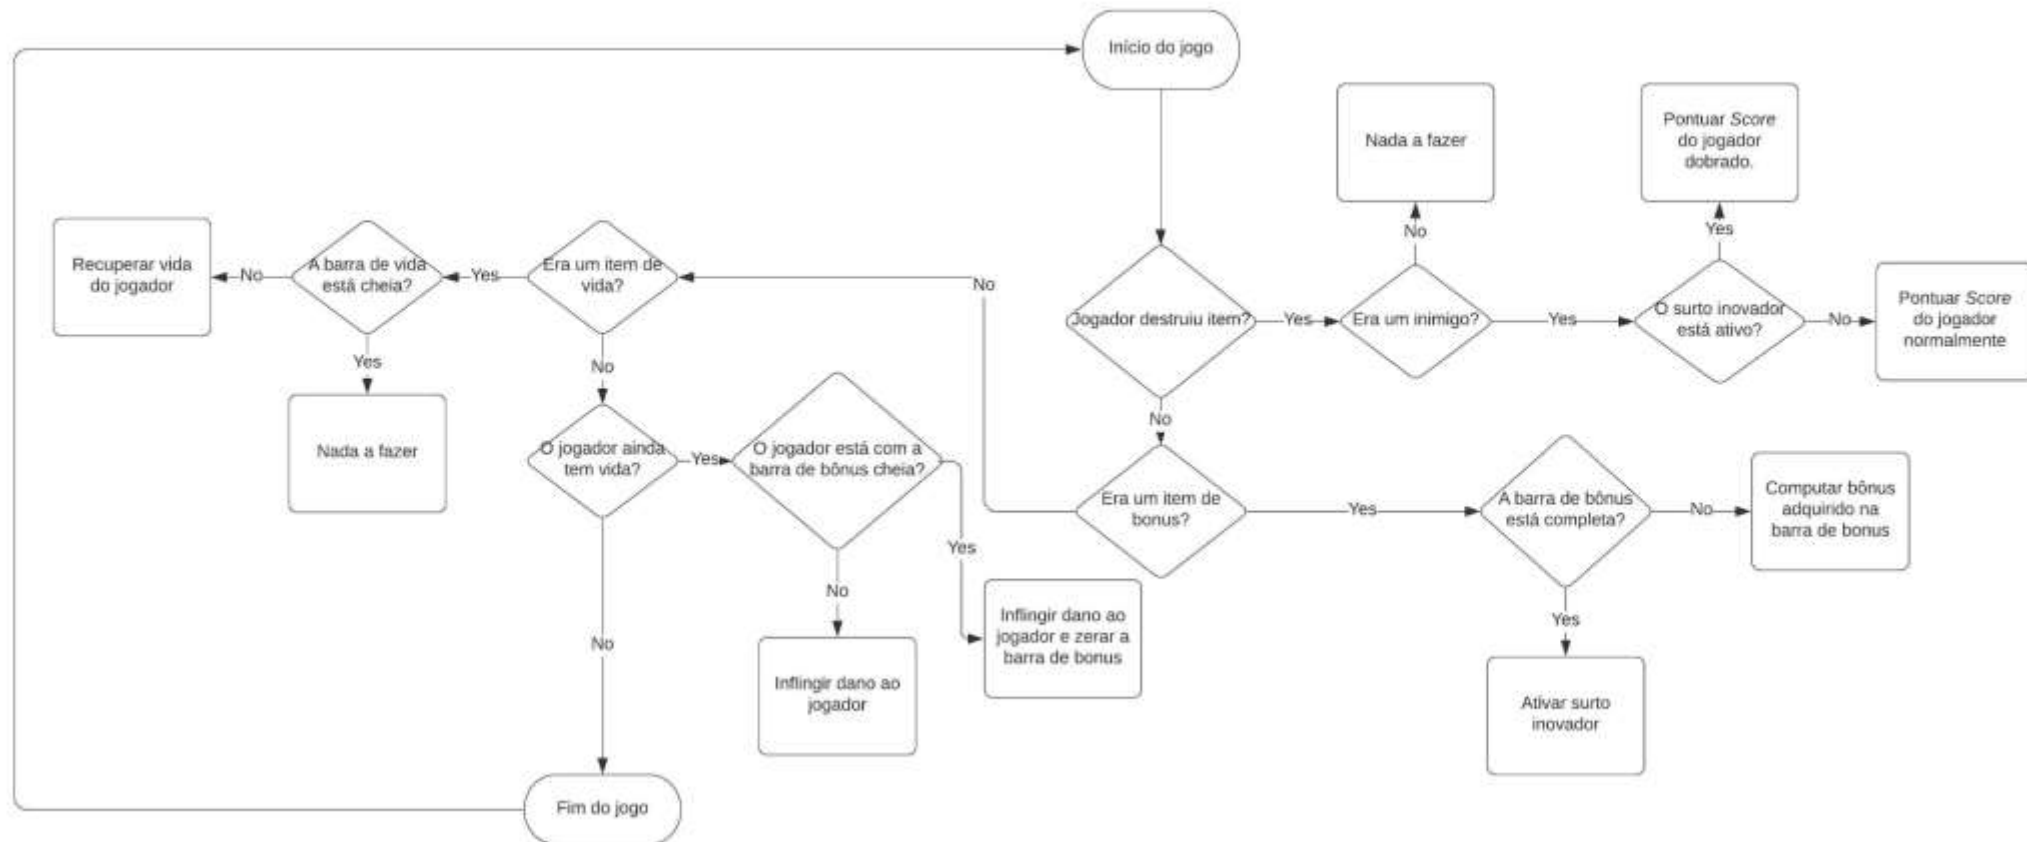 Início do jogo
Nada a fazer
Pontuar Score
do jogador
dobrado.
No
Yes
Recuperar vida
do jogador
No
A barra de vida
está cheia?
Yes
Era um item de
vida?
No
Jogador destruiu item?
Yes
Era um inimigo?
Yes
O surto inovador
está ativo?
No
Pontuar Score
do jogador
normalmente
Yes
No
No
Nada a fazer
O jogador ainda
tem vida?
Yes
O jogador está com a
barra de bônus cheia?
Era um item de
bonus?
Yes
A barra de bônus
está completa?
No
Computar bônus
adquirido na
barra de bonus
Yes
No
No
Inflingir dano ao
jogador e zerar a
barra de bonus
Yes
Inflingir dano ao
jogador
Ativar surto
inovador
Fim do jogo